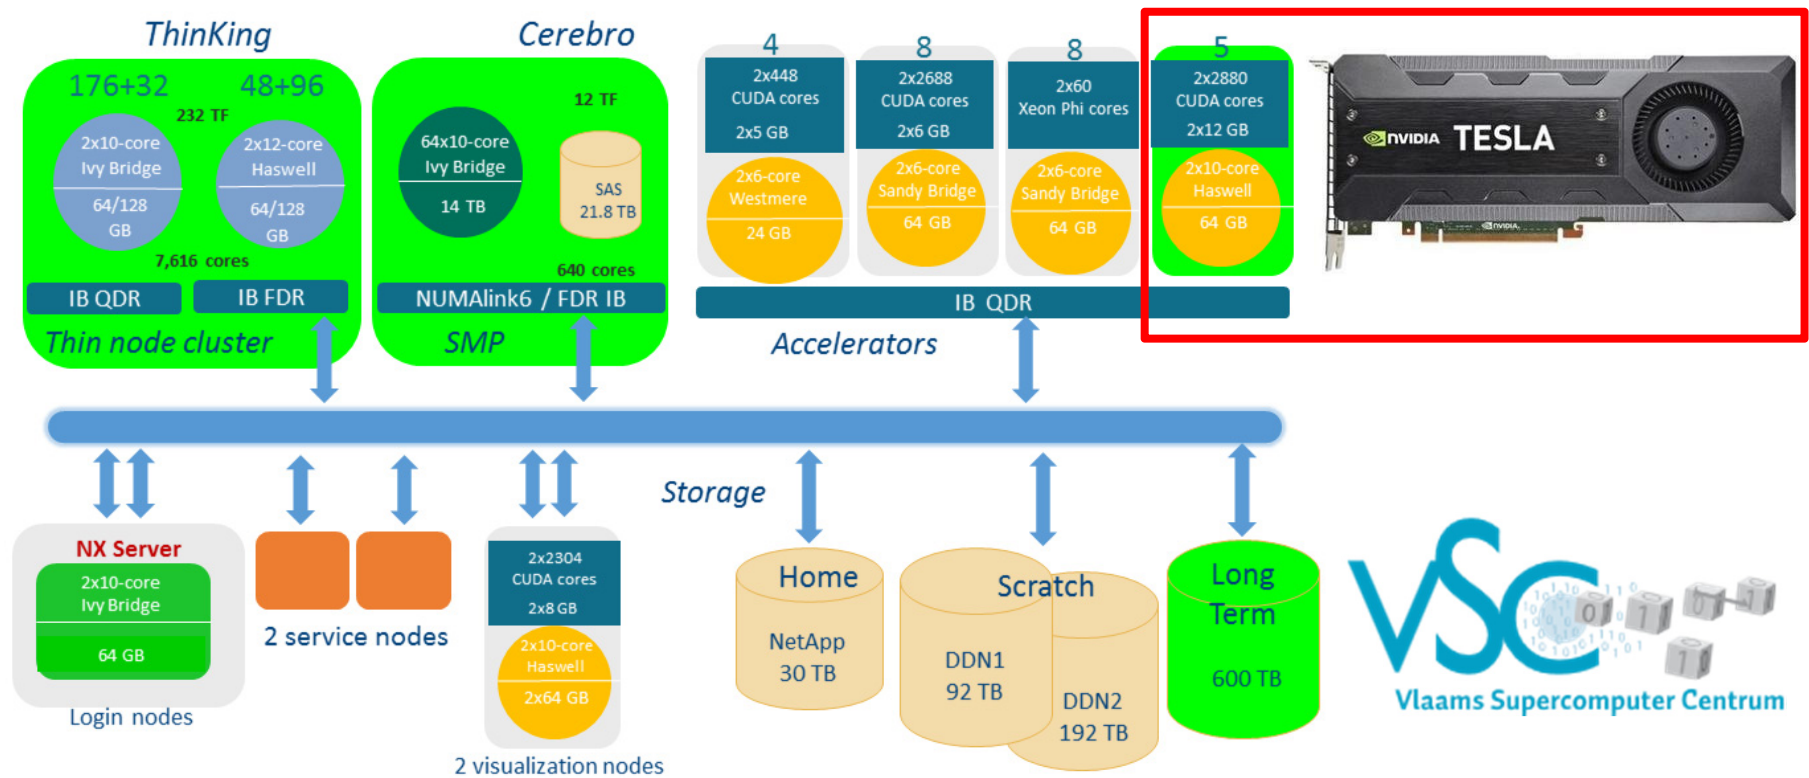 ThinKing
176+32
48+96
232 TF
2x10-core
Ivy Bridge
64/128
GB
2x12-core
Haswell
64/128
GB
7,616 cores
IB QDR
IB FDR
Thin node cluster
Cerebro
12 TF
64x10-core
Ivy Bridge
14 TB
SAS
21.8 TB
640 cores
NUMAlink6 / FDR IB
SMP
4
2x448
CUDA cores
2x5 GB
2x6-core
Westmere
24 GB
8
2x2688
CUDA cores
2x6 GB
2x6-core
Sandy Bridge
64 GB
8
2x60
Xeon Phi cores
2x6-core
Sandy Bridge
64 GB
5
2x2880
CUDA cores
2x12 GB
2x10-core
Haswell
64 GB
IB QDR
Accelerators
NVIDIA TESLA
NVIDIA.
NX Server
2x10-core
Ivy Bridge
64 GB
Login nodes
2 service nodes
2x2304
CUDA cores
2x8 GB
2x10-core
Haswell
2x64 GB
2 visualization nodes
Storage
Home
NetApp
30 TB
Scratch
DDN1
92 TB
DDN2
192 TB
Long
Term
600 TB
VSC
Vlaams Supercomputer Centrum